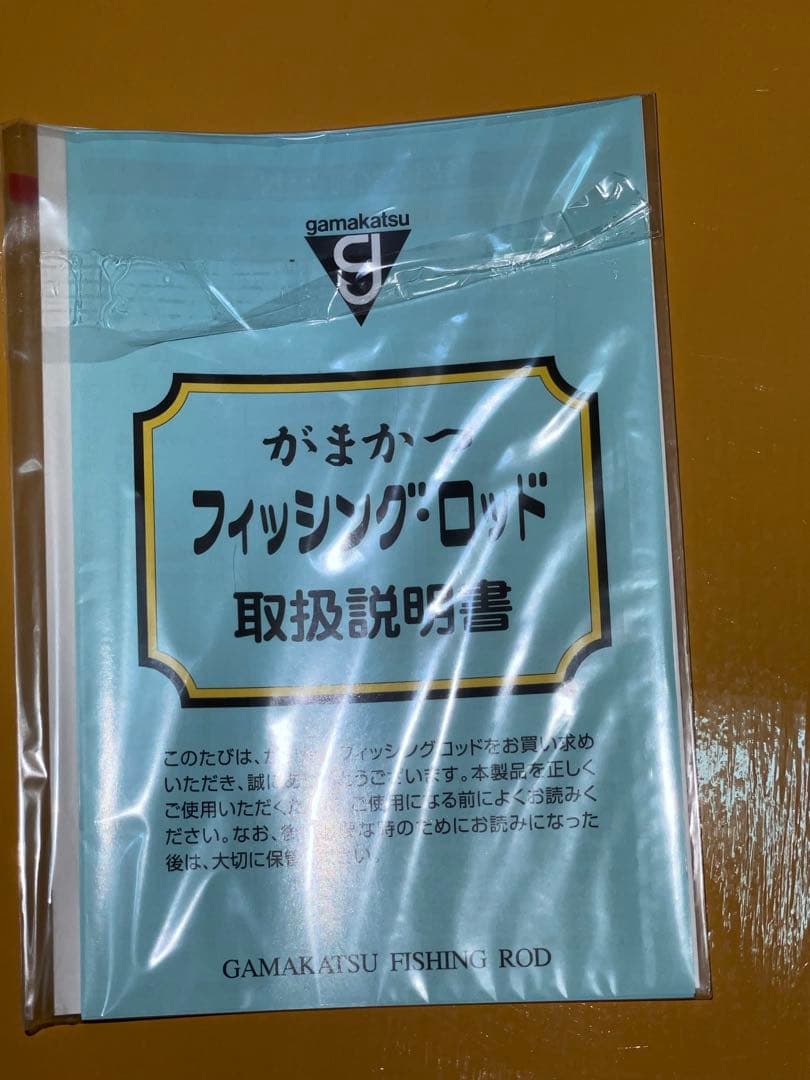 gamakatsu
がまかつ
フィッシング・ロッド
取扱説明書
このたびは、 フィッシングロッドをお買い求め
いただき、誠に うございます。本製品を正しく
ご使用いただくた ご使用になる前によくお読みく
ださい。なお、後 な時のためにお読みになった
後は、大切に保管 さい。
GAMAKATSU FISHING ROD